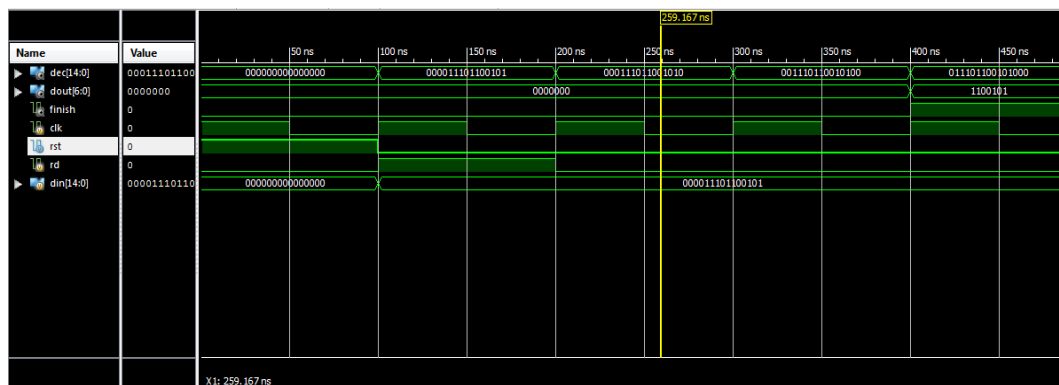 259.167 ns
Name Value |50 ns |100 ns |150 ns |200 ns |250 ns |300 ns |350 ns |400 ns |450 ns
dec[14:0] 00011101100 000000000000000 000011101100101 000111011001010 001110110010100 011101100101000
dout[6:0] 0000000 0000000 1100101
finish 0
clk 0
rst 0
rd 0
din[14:0] 00001110110 000000000000000 000011101100101
X1: 259.167 ns